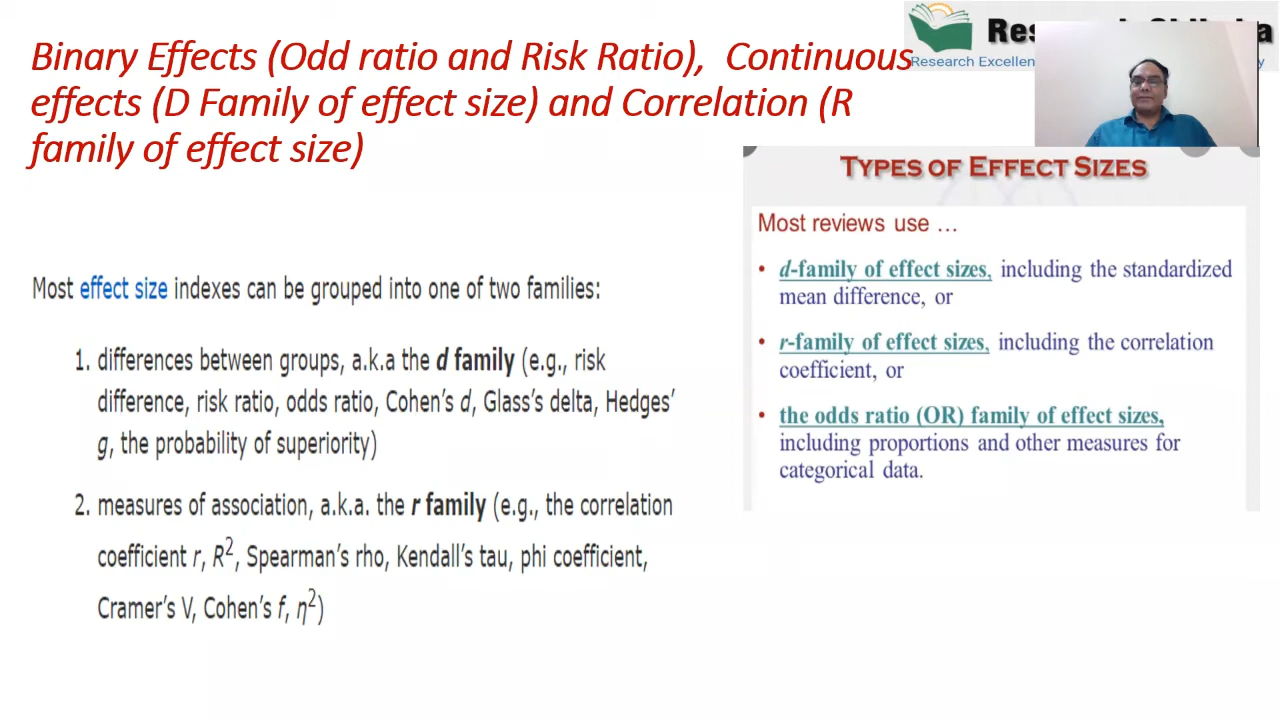 Binary Effects (Odd ratio and Risk Ratio), Continuous
effects (D Family of effect size) and Correlation (R
family of effect size)
Research Excellen
Most effect size indexes can be grouped into one of two families:
1. differences between groups, a.k.a the d family (e.g., risk
difference, risk ratio, odds ratio, Cohen's d, Glass's delta, Hedges'
g, the probability of superiority)
2. measures of association, a.k.a. the r family (e.g., the correlation
coefficient r, R², Spearman's rho, Kendall's tau, phi coefficient,
Cramer's V, Cohen's f, η²)
TYPES OF EFFECT SIZES
Most reviews use …
• d-family of effect sizes, including the standardized
mean difference, or
• r-family of effect sizes, including the correlation
coefficient, or
• the odds ratio (OR) family of effect sizes,
including proportions and other measures for
categorical data.